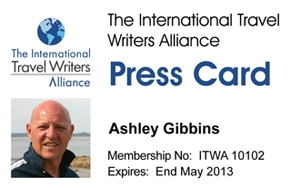 The International
Travel Writers
Alliance
The International Travel
Writers Alliance
Press Card
Ashley Gibbins
Membership No: ITWA 10102
Expires: End May 2013